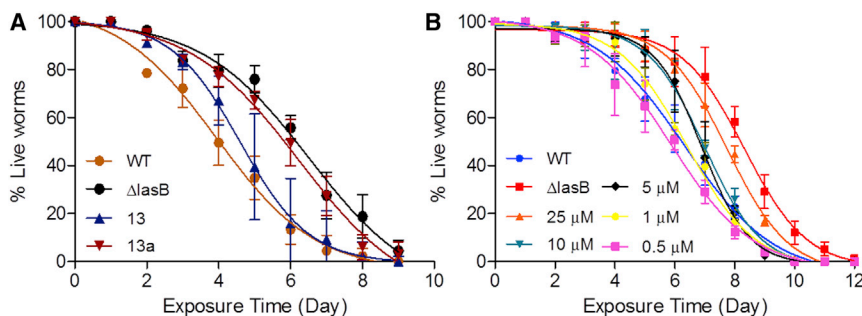 A
% Live worms
100
80
60
40
20
0
WT
ΔlasB
13
13a
0 2 4 6 8 10
Exposure Time (Day)
B
% Live worms
100
80
60
40
20
0
WT
ΔlasB
25 μM
10 μM
5 μM
1 μM
0.5 μM
0 2 4 6 8 10 12
Exposure Time (Day)